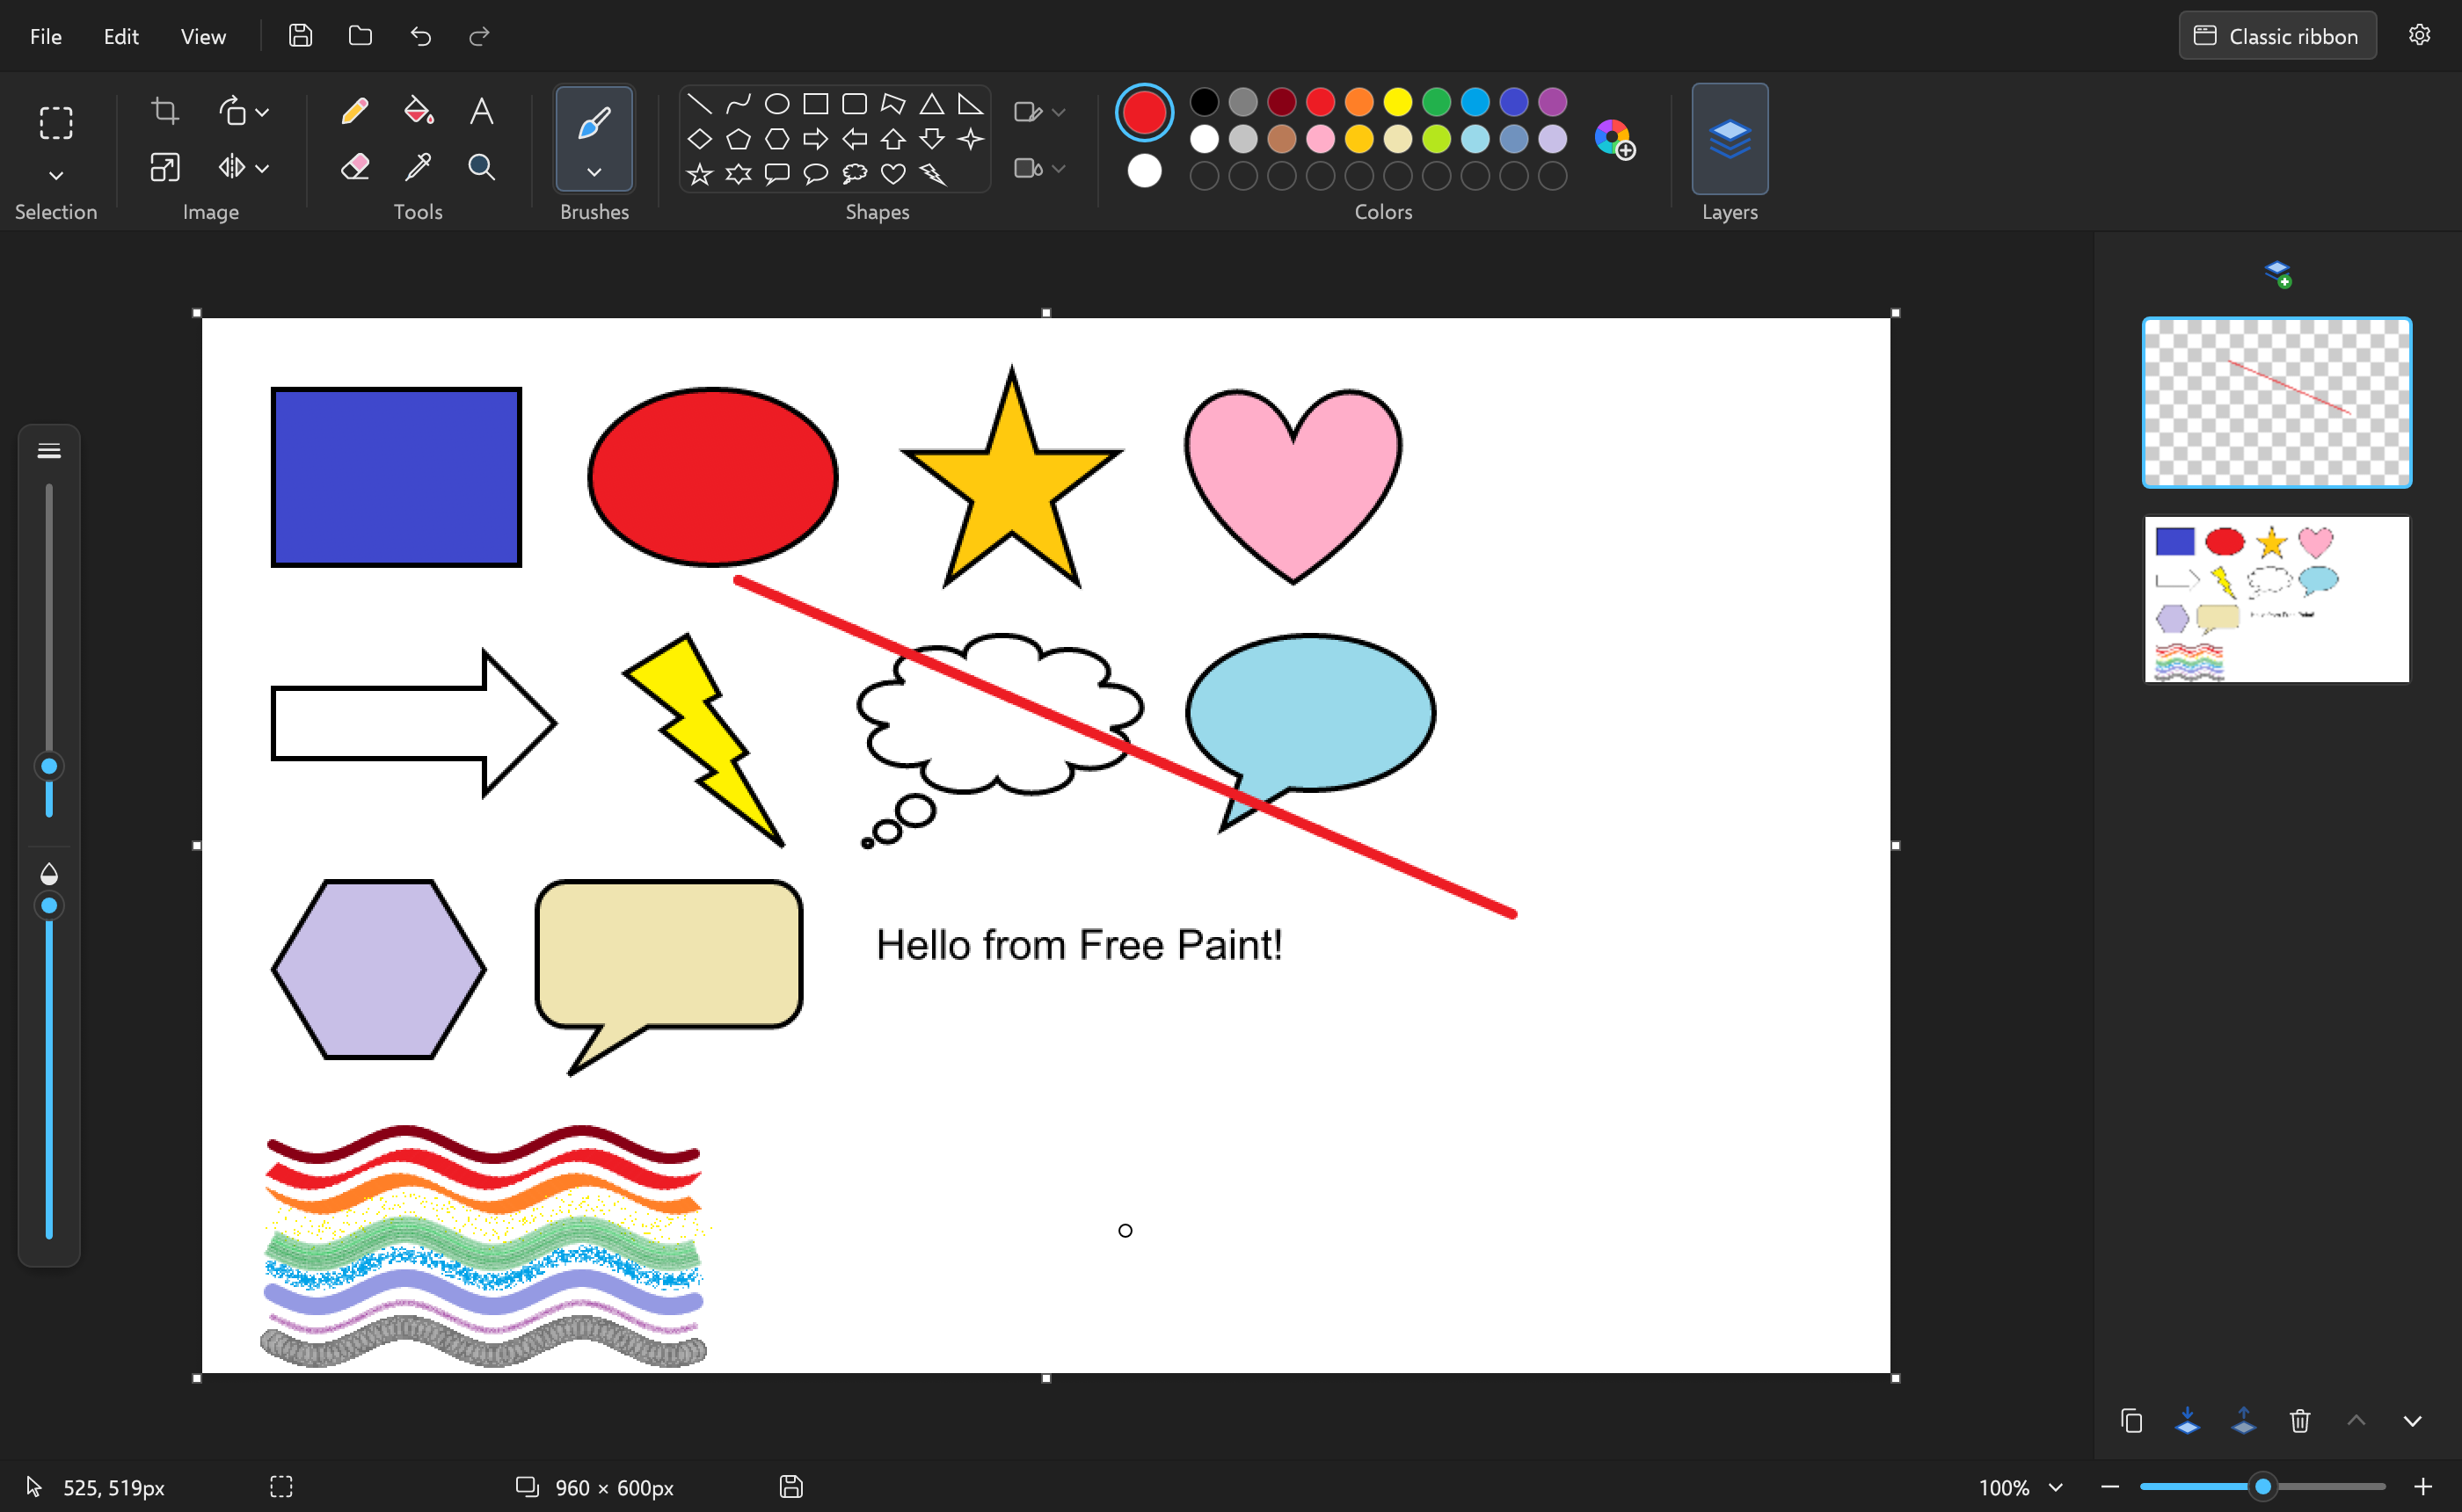 File Edit View Classic ribbon
Selection Image Tools Brushes Shapes Colors Layers
Hello from Free Paint!
525, 519px 960 × 600px 100%